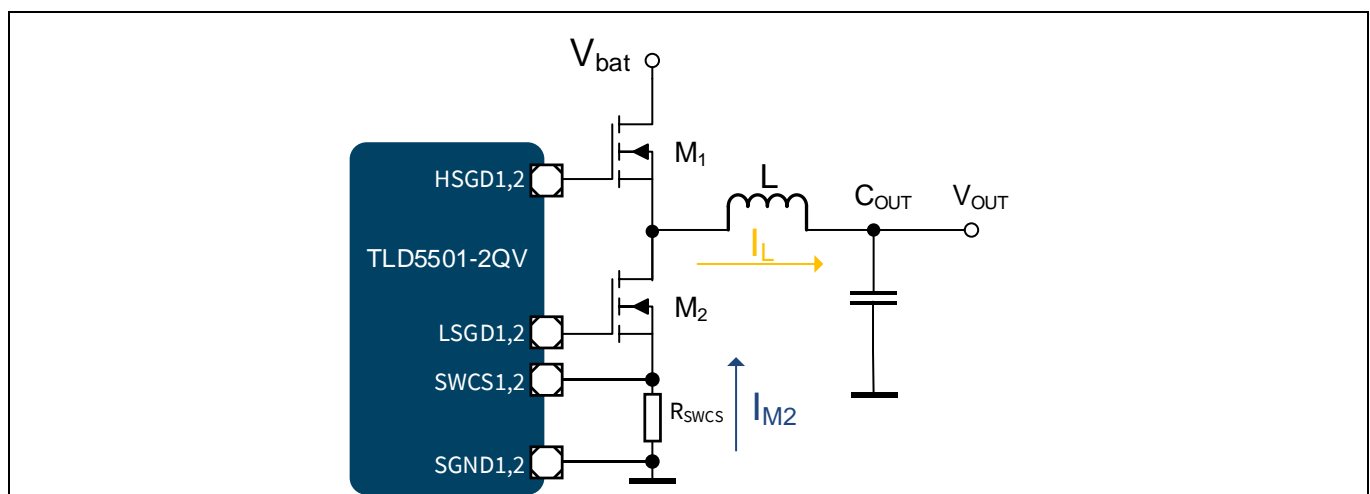 Vbat
HSGD1,2
M1
L
COUT
VOUT
TLD5501-2QV
IL
M2
LSGD1,2
SWCS1,2
RSWCS
IM2
SGND1,2